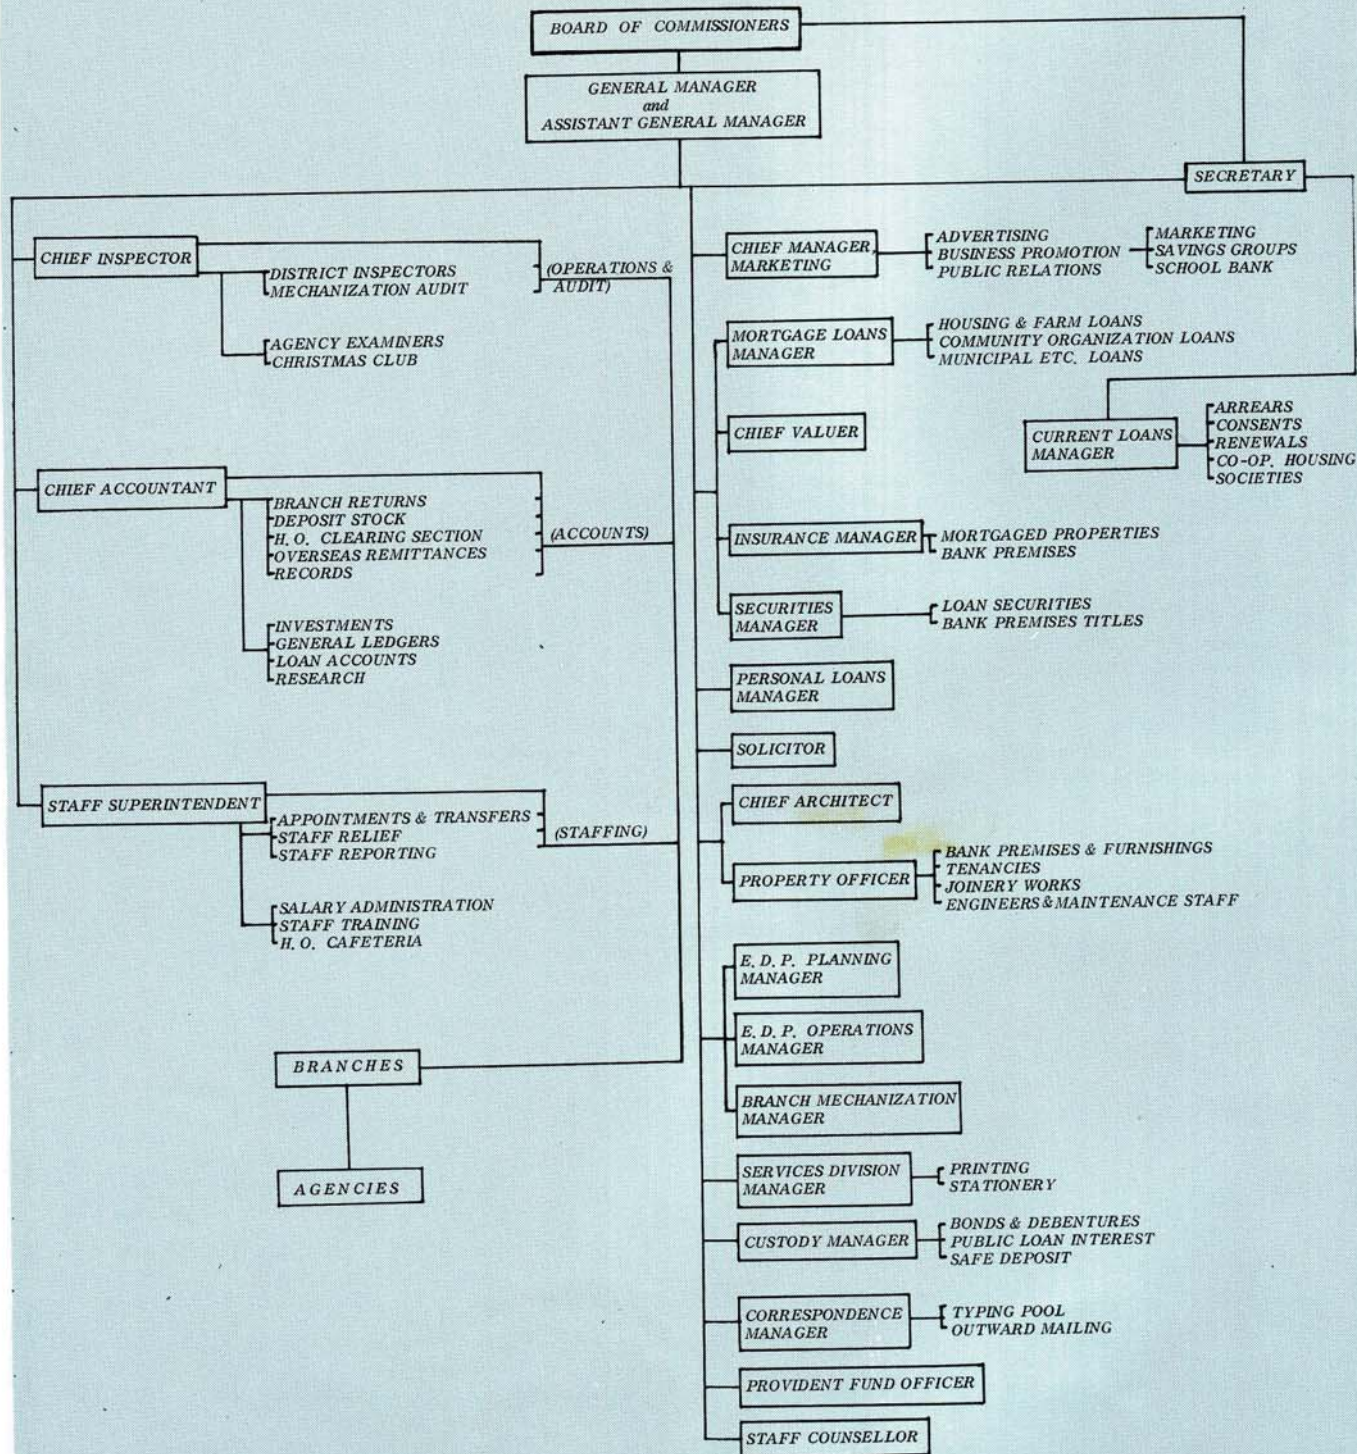 BOARD OF COMMISSIONERS
GENERAL MANAGER
and
ASSISTANT GENERAL MANAGER
SECRETARY
CHIEF INSPECTOR
DISTRICT INSPECTORS
MECHANIZATION AUDIT
AGENCY EXAMINERS
CHRISTMAS CLUB
(OPERATIONS &
AUDIT)
CHIEF ACCOUNTANT
BRANCH RETURNS
DEPOSIT STOCK
H.O. CLEARING SECTION
OVERSEAS REMITTANCES
RECORDS
INVESTMENTS
GENERAL LEDGERS
LOAN ACCOUNTS
RESEARCH
(ACCOUNTS)
STAFF SUPERINTENDENT
APPOINTMENTS & TRANSFERS
STAFF RELIEF
STAFF REPORTING
SALARY ADMINISTRATION
STAFF TRAINING
H.O. CAFETERIA
(STAFFING)
BRANCHES
AGENCIES
CHIEF MANAGER,
MARKETING
ADVERTISING
BUSINESS PROMOTION
PUBLIC RELATIONS
MARKETING
SAVINGS GROUPS
SCHOOL BANK
MORTGAGE LOANS
MANAGER
HOUSING & FARM LOANS
COMMUNITY ORGANIZATION LOANS
MUNICIPAL ETC. LOANS
CHIEF VALUER
CURRENT LOANS
MANAGER
ARREARS
CONSENTS
RENEWALS
CO-OP. HOUSING
SOCIETIES
INSURANCE MANAGER
MORTGAGED PROPERTIES
BANK PREMISES
SECURITIES
MANAGER
LOAN SECURITIES
BANK PREMISES TITLES
PERSONAL LOANS
MANAGER
SOLICITOR
CHIEF ARCHITECT
PROPERTY OFFICER
BANK PREMISES & FURNISHINGS
TENANCIES
JOINERY WORKS
ENGINEERS & MAINTENANCE STAFF
E.D.P. PLANNING
MANAGER
E.D.P. OPERATIONS
MANAGER
BRANCH MECHANIZATION
MANAGER
SERVICES DIVISION
MANAGER
PRINTING
STATIONERY
CUSTODY MANAGER
BONDS & DEBENTURES
PUBLIC LOAN INTEREST
SAFE DEPOSIT
CORRESPONDENCE
MANAGER
TYPING POOL
OUTWARD MAILING
PROVIDENT FUND OFFICER
STAFF COUNSELLOR